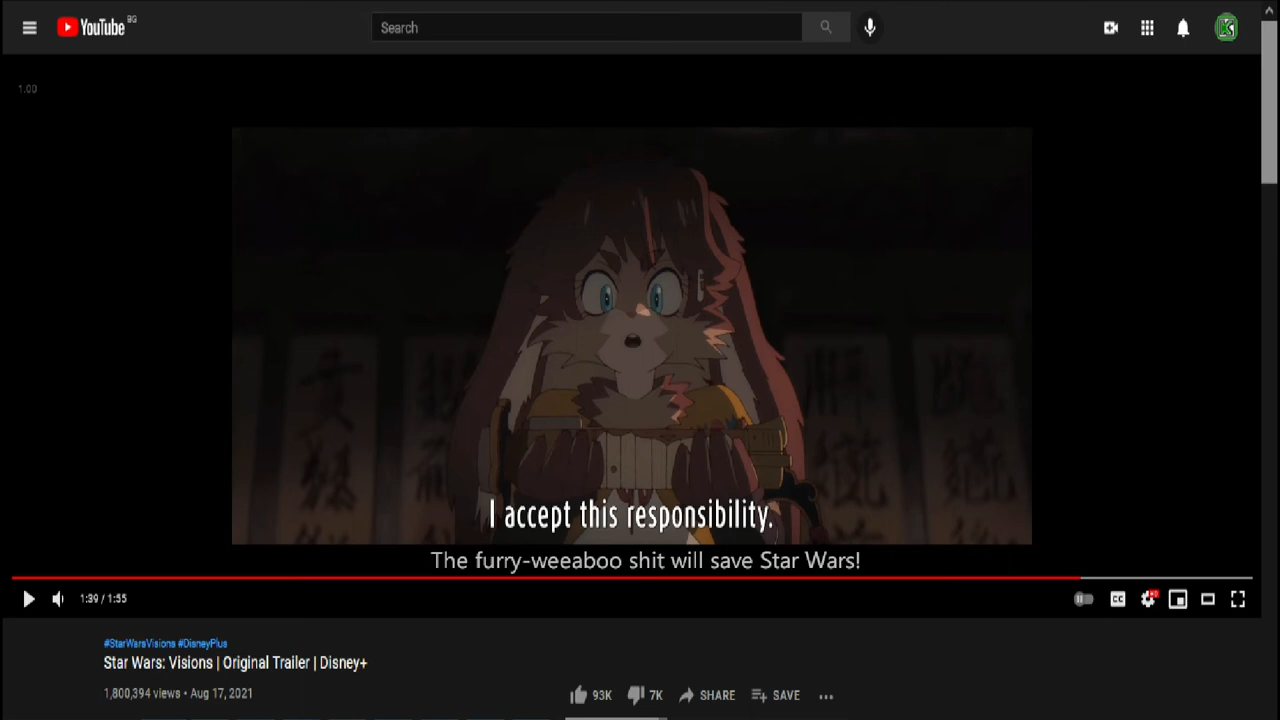 YouTube BG
Search
1.00
I accept this responsibility.
The furry-weeaboo shit will save Star Wars!
1:39 / 1:55
CC
HD
#StarWarsVisions #DisneyPlus
Star Wars: Visions | Original Trailer | Disney+
1,800,394 views • Aug 17, 2021
93K
7K
SHARE
SAVE